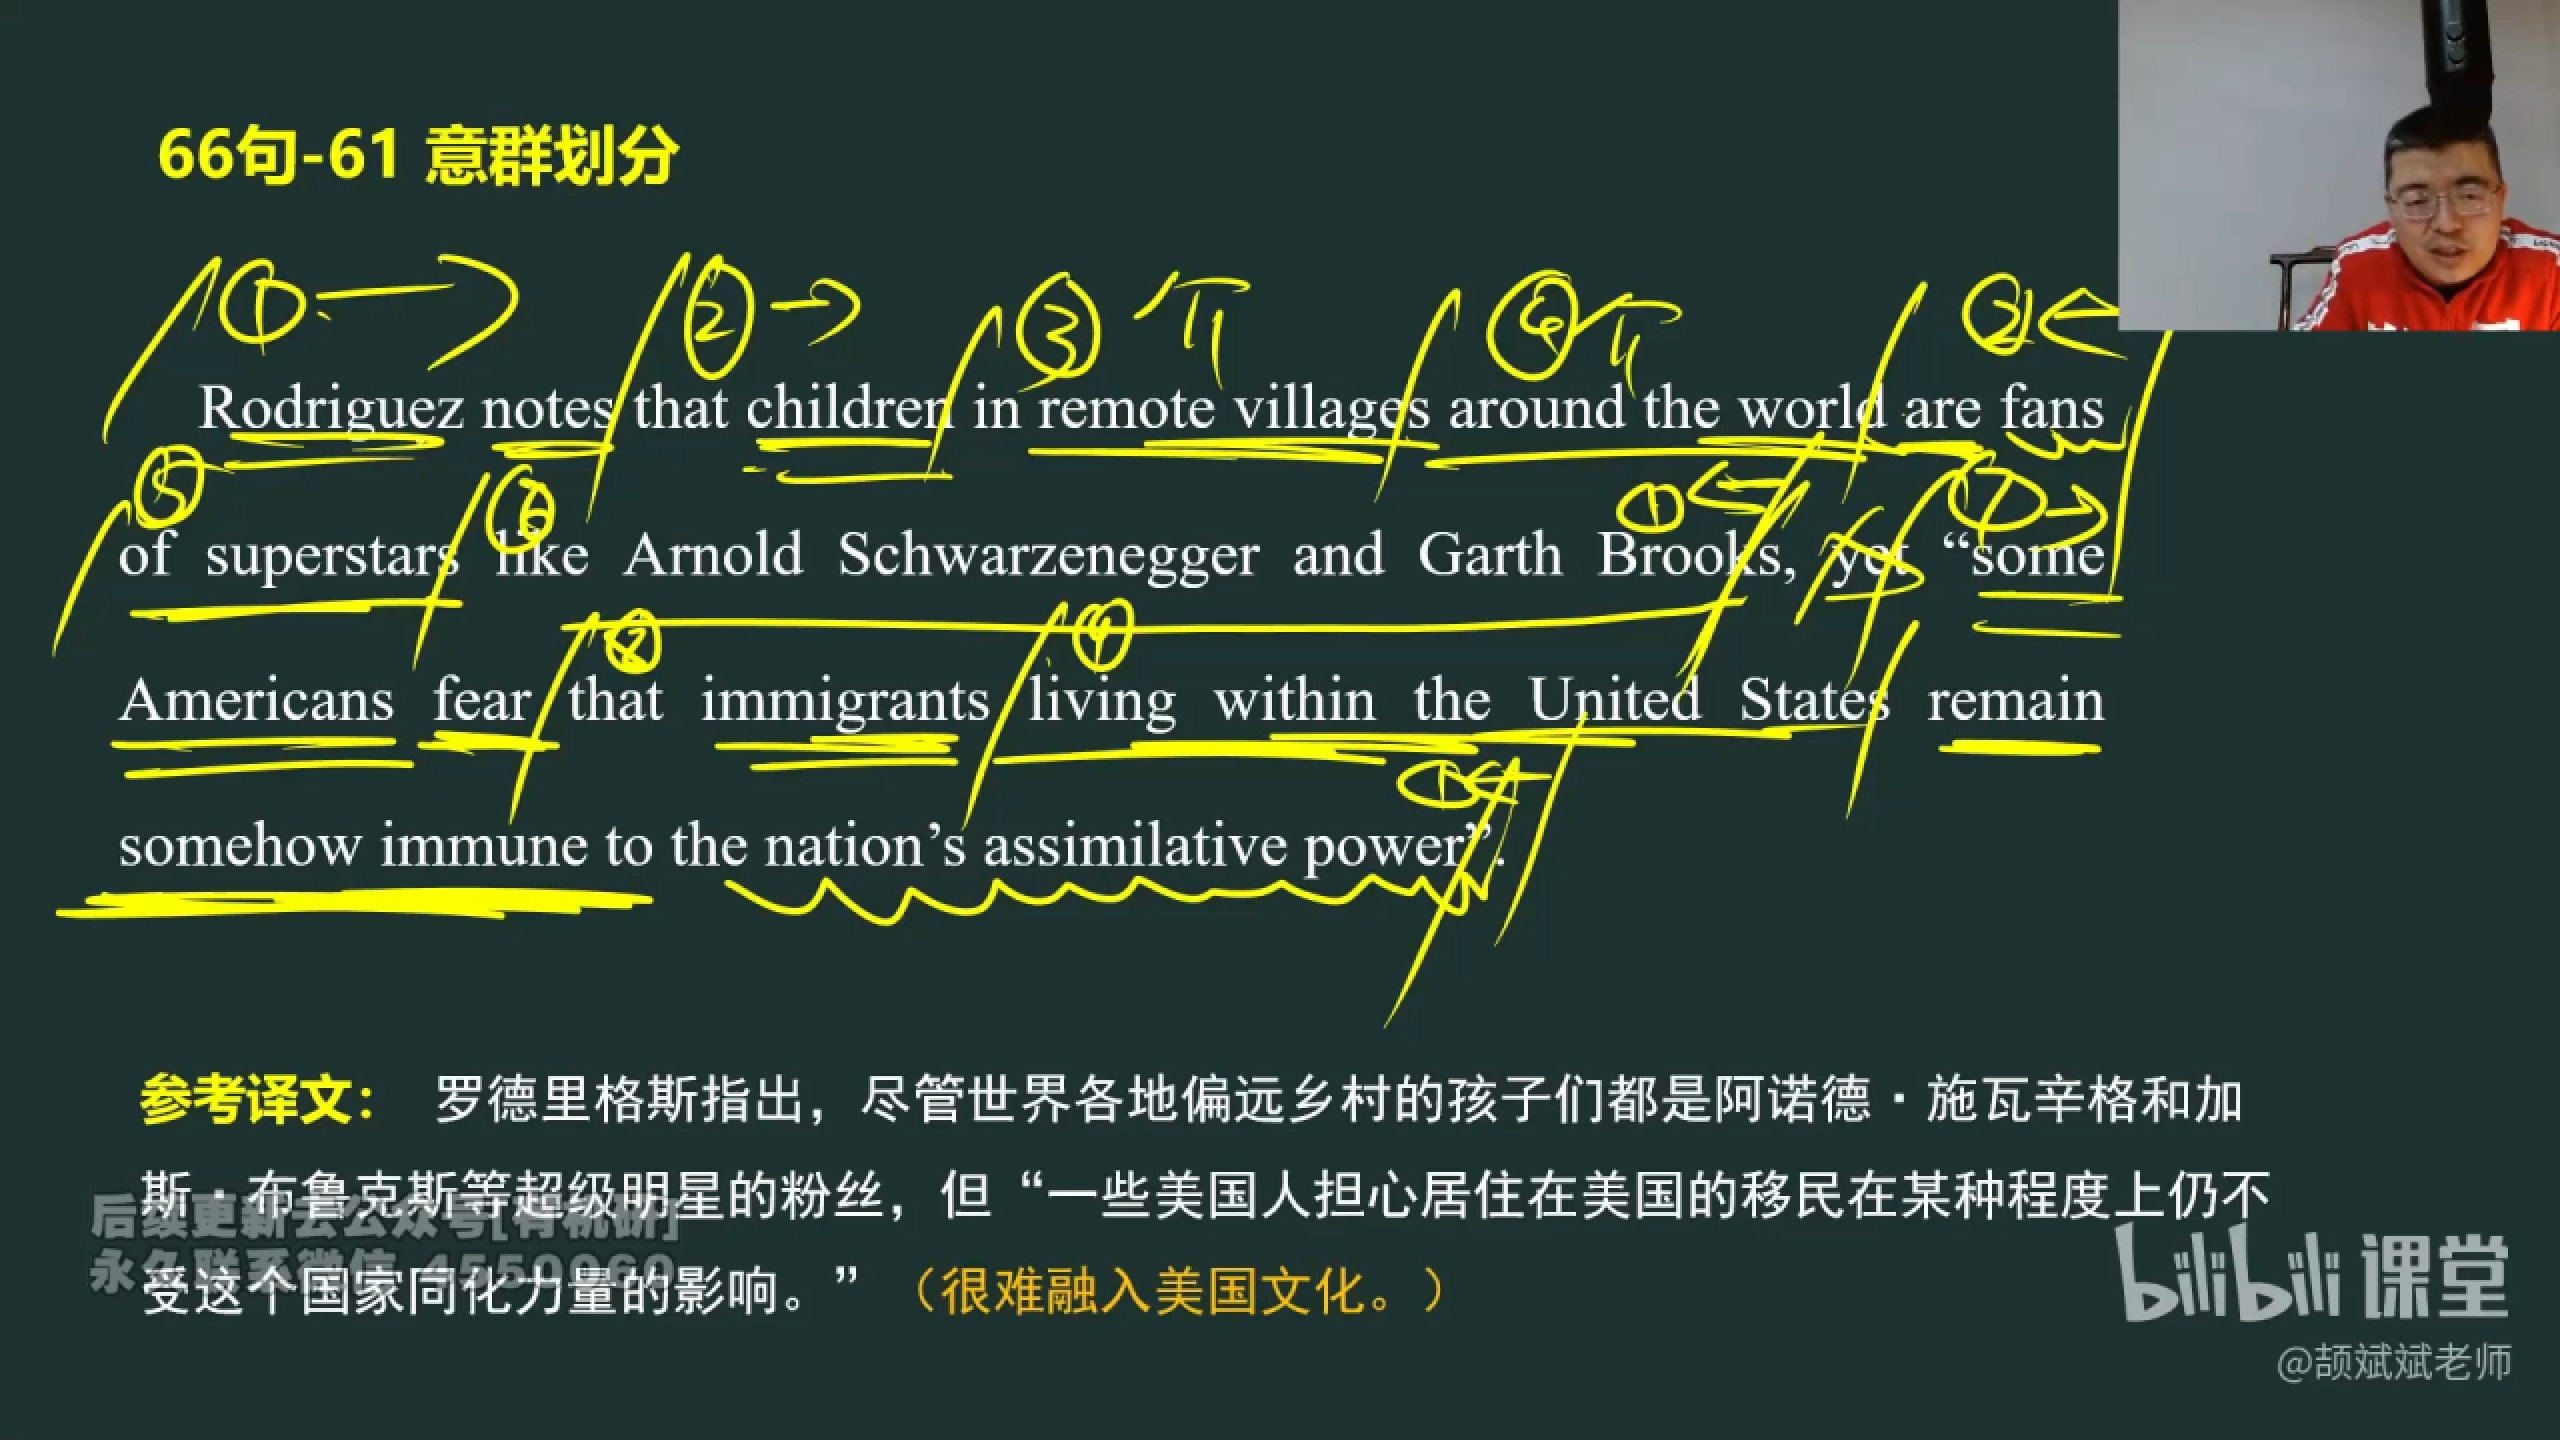 66句-61 意群划分
① ② ③ ④ ②
Rodriguez notes that children in remote villages around the world are fans
⑤ ⑥ ① ⑦
of superstars like Arnold Schwarzenegger and Garth Brooks, yet “some
⑧ ⑨
Americans fear that immigrants living within the United States remain
①
somehow immune to the nation’s assimilative power”.
参考译文： 罗德里格斯指出，尽管世界各地偏远乡村的孩子们都是阿诺德·施瓦辛格和加
斯·布鲁克斯等超级明星的粉丝，但“一些美国人担心居住在美国的移民在某种程度上仍不
受这个国家同化力量的影响。”（很难融入美国文化。）
后续更新去公众号[有机研]
永久联系微信 4550960
bilibili 课堂
@颉斌斌老师